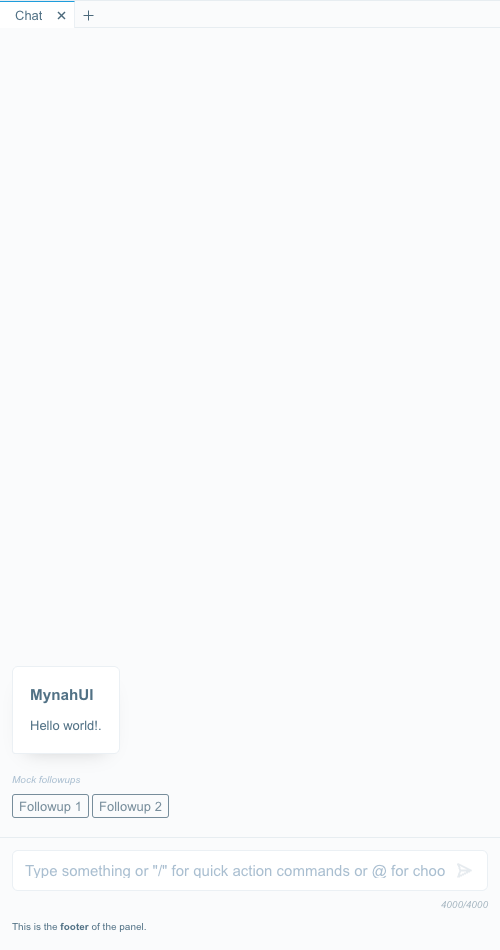 Chat
MynahUI
Hello world!.
Mock followups
Followup 1 Followup 2
Type something or "/" for quick action commands or @ for choo
4000/4000
This is the footer of the panel.